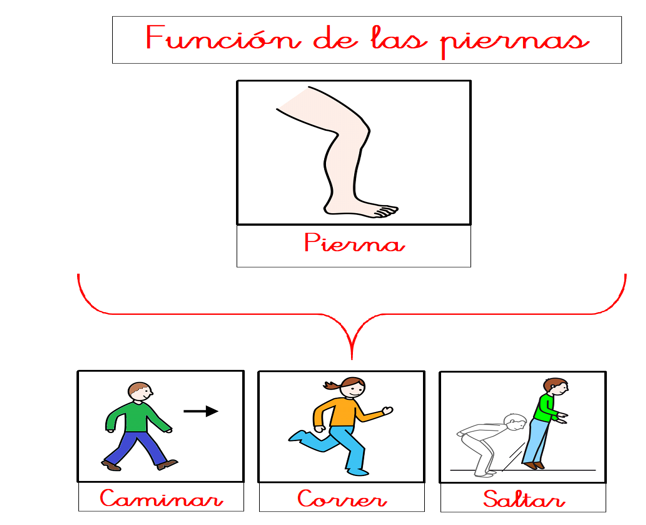 Función de las piernas
Pierna
Caminar
Correr
Saltar